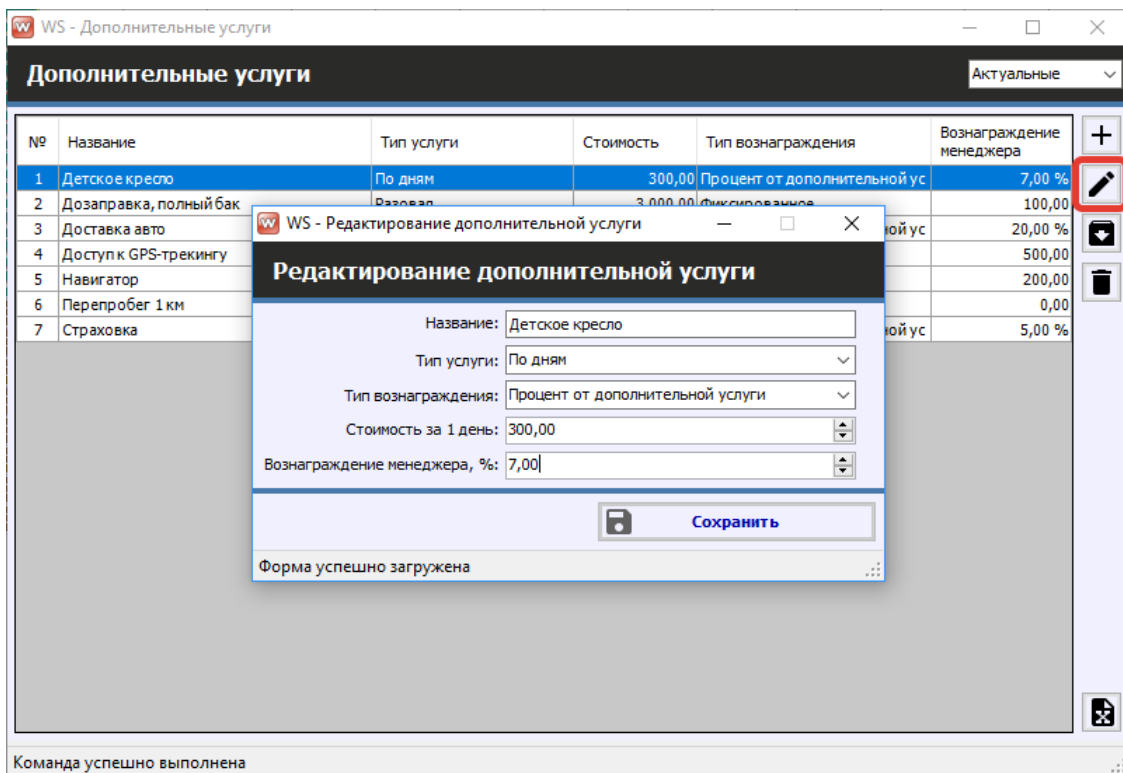 WS - Дополнительные услуги
Дополнительные услуги
Актуальные
№ Название Тип услуги Стоимость Тип вознаграждения Вознаграждение менеджера
1 Детское кресло По дням 300,00 Процент от дополнительной ус 7,00 %
2 Дозаправка, полный бак Разовая 3 000,00 Фиксированное 100,00
3 Доставка авто ной ус 20,00 %
4 Доступ к GPS-трекингу 500,00
5 Навигатор 200,00
6 Перепробег 1 км 0,00
7 Страховка ной ус 5,00 %
WS - Редактирование дополнительной услуги
Редактирование дополнительной услуги
Название: Детское кресло
Тип услуги: По дням
Тип вознаграждения: Процент от дополнительной услуги
Стоимость за 1 день: 300,00
Вознаграждение менеджера, %: 7,00
Сохранить
Форма успешно загружена
Команда успешно выполнена